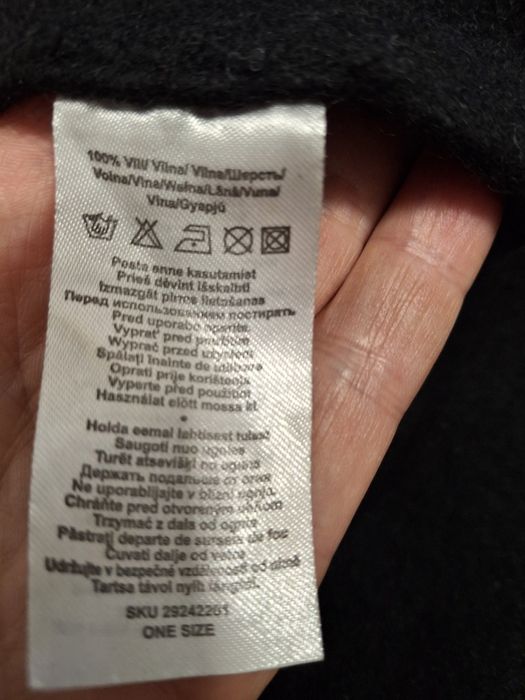 100% Vill/ Vilna/ Vilna/Шерсть/
Volna/Vlna/Wełna/Lână/Vuna/
Vlna/Gyapjú
Pesta enne kasutamist
Prieš dėvint išskalbti
Izmazgāt pirms lietošanas
Перед использованием постирать
Pred uporabo operite.
Vyprať pred použitím
Wyprać przed użyciem
Spălați înainte de utilizare
Oprati prije korištenja
Vyperte před použitím
Használat előtt mossa ki
•
Hoida eemal lahtisest tulest
Saugoti nuo ugnies
Turēt atsevišķi no uguns
Держать подальше от огня
Ne uporabljajte v bližini ognja.
Chráňte pred otvoreným ohňom
Trzymać z dala od ognia
Păstrați departe de sursele de foc
Čuvati dalje od vatre
Udržujte v bezpečné vzdálenosti od ohně
Tartsa távol nyílt lángtól.
SKU 29242261
ONE SIZE